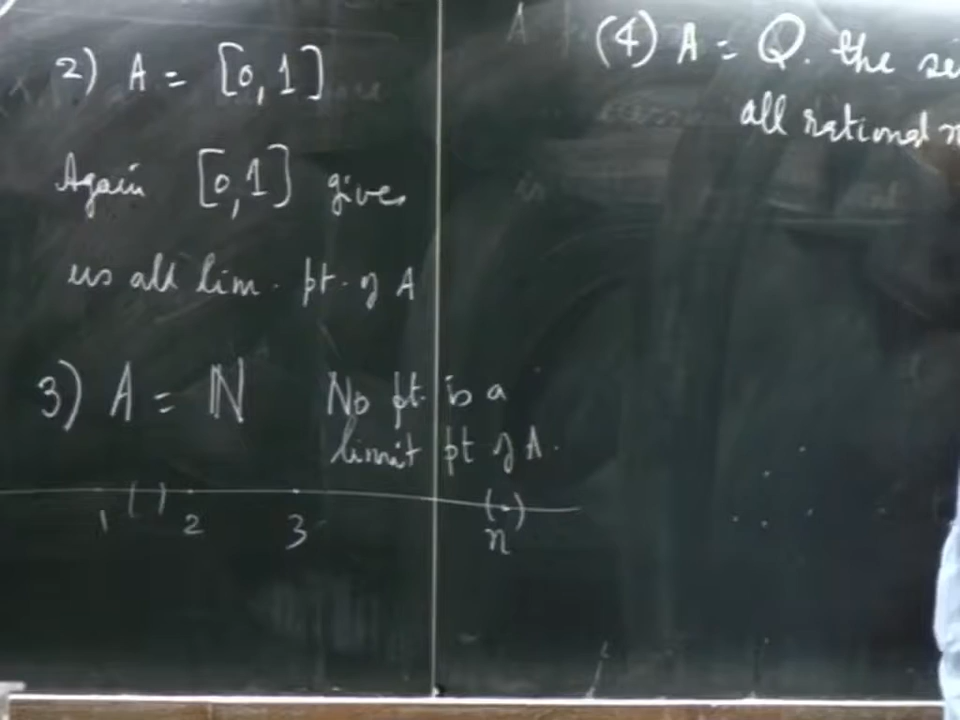 2) A = [0,1]
Again [0,1] gives
us all lim. pt. of A
3) A = ℕ No pt. is a
limit pt of A.
1 ( ) 2 3 ( . )
n
(4) A = Q. the
all rational